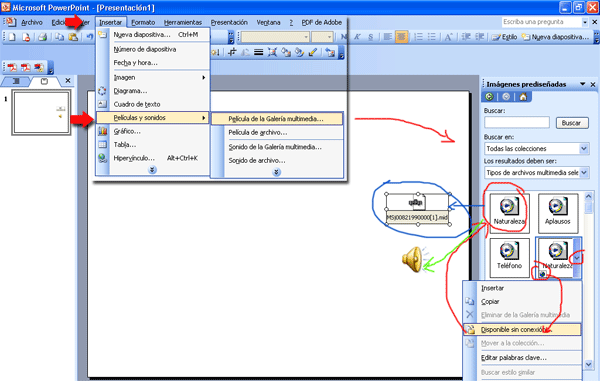 Microsoft PowerPoint - [Presentación1]
Archivo
Insertar
Formato
Herramientas
Presentación
Ventana
?
PDF de Adobe
Escriba una pregunta
Estilo
Nueva diapositiva...
Nueva diapositiva... Ctrl+M
Número de diapositiva
Fecha y hora...
Imagen
Diagrama...
Cuadro de texto
Películas y sonidos
Gráfico...
Tabla...
Hipervínculo... Alt+Ctrl+K
Película de la Galería multimedia...
Película de archivo...
Sonido de la Galería multimedia...
Sonido de archivo...
1
Imágenes prediseñadas
Buscar:
Buscar
Buscar en:
Todas las colecciones
Los resultados deben ser:
Tipos de archivos multimedia sele
Naturaleza
Aplausos
Teléfono
Naturaleza
MS|00821990000[1].mid
Insertar
Copiar
Eliminar de la Galería multimedia
Disponible sin conexión
Mover a la colección...
Editar palabras clave...
Buscar estilo similar